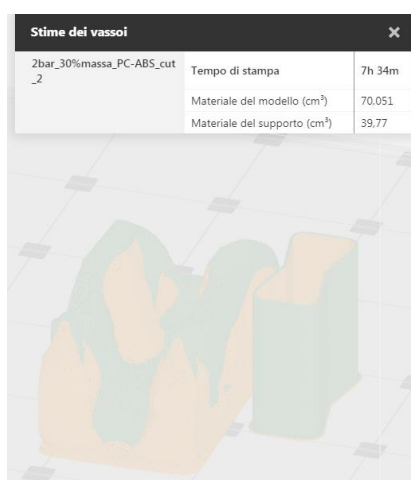 Stime dei vassoi
2bar_30%massa_PC-ABS_cut
_2
Tempo di stampa 7h 34m
Materiale del modello (cm³) 70,051
Materiale del supporto (cm³) 39,77